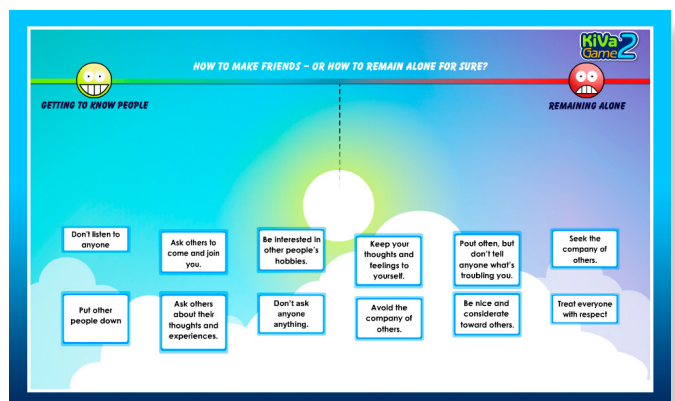 KiVa
Game 2
HOW TO MAKE FRIENDS – OR HOW TO REMAIN ALONE FOR SURE?
GETTING TO KNOW PEOPLE
REMAINING ALONE
Don't listen to
anyone
Ask others to
come and join
you.
Be interested in
other people's
hobbies.
Keep your
thoughts and
feelings to
yourself.
Pout often, but
don't tell
anyone what's
troubling you.
Seek the
company of
others.
Put other
people down
Ask others
about their
thoughts and
experiences.
Don't ask
anyone
anything.
Avoid the
company of
others.
Be nice and
considerate
toward others.
Treat everyone
with respect